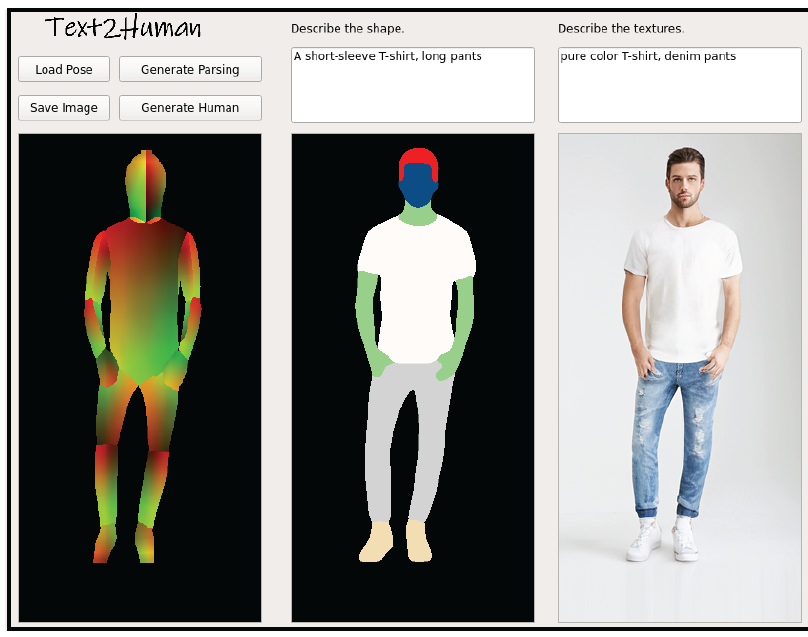 Text2Human
Load Pose
Generate Parsing
Save Image
Generate Human
Describe the shape.
A short-sleeve T-shirt, long pants
Describe the textures.
pure color T-shirt, denim pants